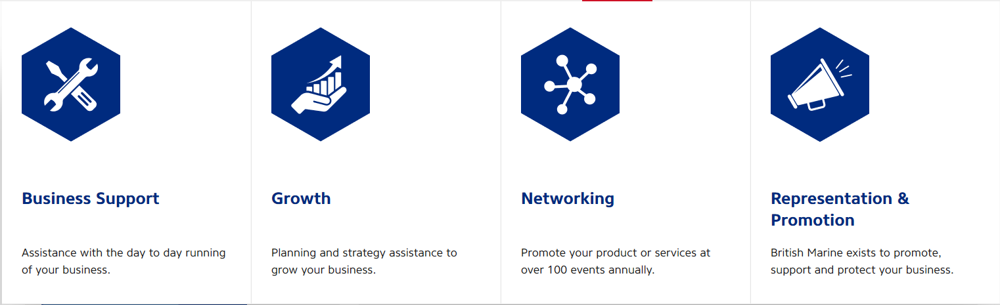 Business Support
Assistance with the day to day running
of your business.
Growth
Planning and strategy assistance to
grow your business.
Networking
Promote your product or services at
over 100 events annually.
Representation &
Promotion
British Marine exists to promote,
support and protect your business.